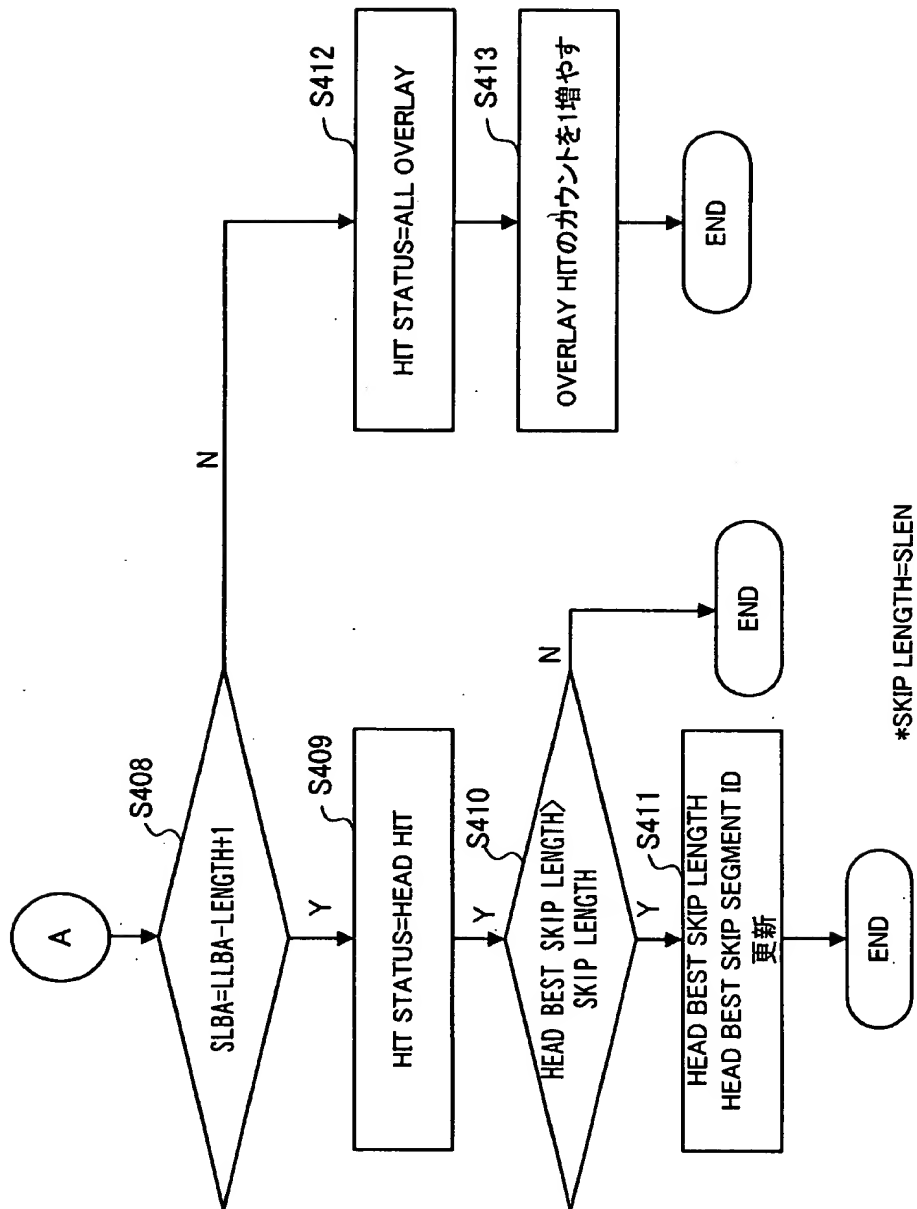 A
S408
SLBA=LLBA-LENGTH+1
N
Y
S409
HIT STATUS=HEAD HIT
Y
S410
HEAD BEST SKIP LENGTH>
SKIP LENGTH
N
Y
S411
HEAD BEST SKIP LENGTH
HEAD BEST SKIP SEGMENT ID
更新
END
END
S412
HIT STATUS=ALL OVERLAY
S413
OVERLAY HITのカウントを1増やす
END
*SKIP LENGTH=SLEN